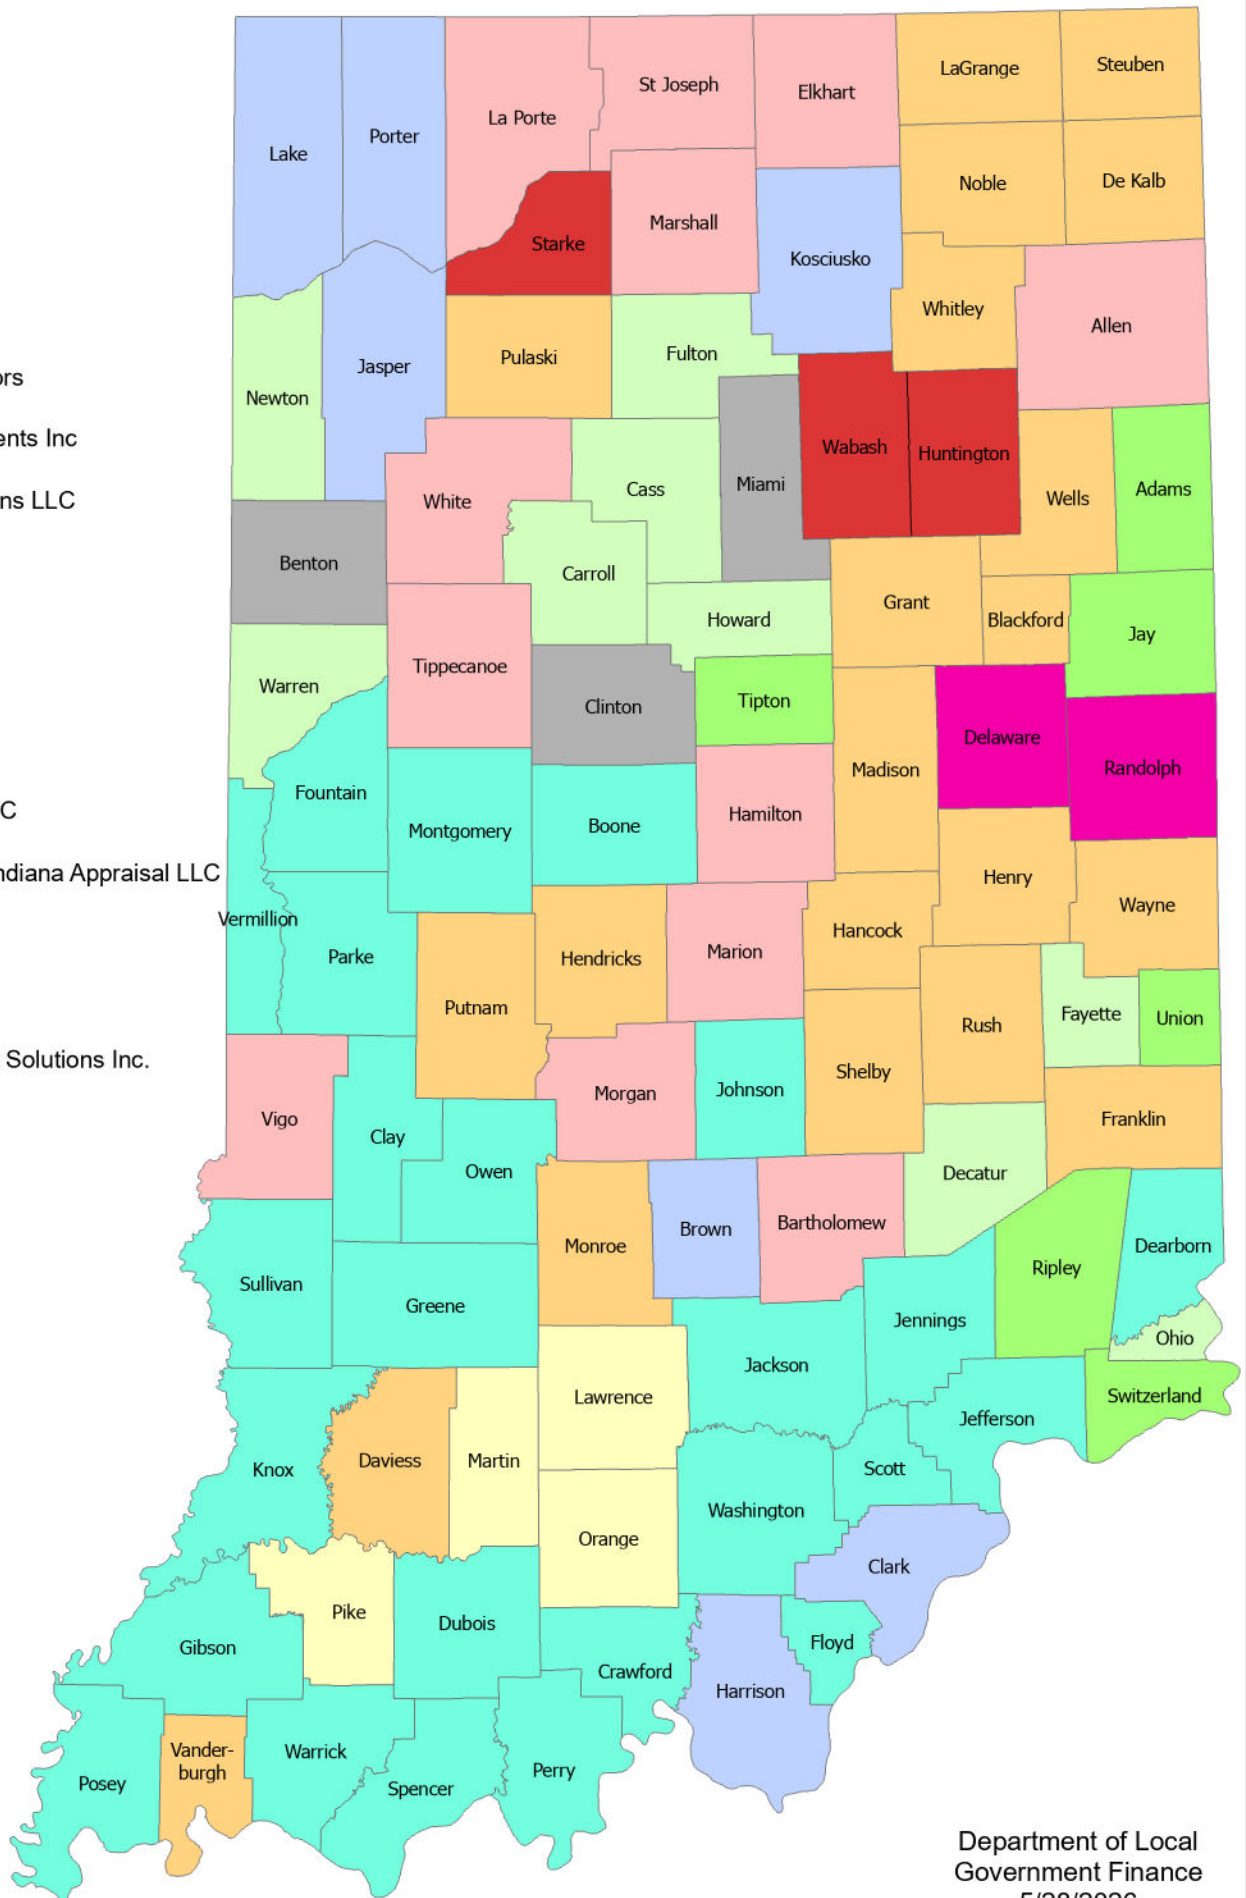 LaGrange
Steuben
St Joseph
Elkhart
La Porte
Porter
Lake
Noble
De Kalb
Marshall
Starke
Kosciusko
Whitley
Allen
Pulaski
Fulton
Jasper
ors
Newton
ents Inc
Wabash
Huntington
Miami
Cass
Adams
Wells
White
ns LLC
Benton
Carroll
Grant
Howard
Blackford
Jay
Tippecanoe
Warren
Tipton
Clinton
Delaware
Madison
Randolph
Fountain
C
Hamilton
Boone
Montgomery
ndiana Appraisal LLC
Henry
Wayne
Vermillion
Hancock
Marion
Parke
Hendricks
Putnam
Fayette
Union
Rush
Solutions Inc.
Shelby
Johnson
Morgan
Vigo
Franklin
Clay
Owen
Decatur
Bartholomew
Brown
Monroe
Dearborn
Ripley
Sullivan
Greene
Jennings
Ohio
Jackson
Lawrence
Switzerland
Jefferson
Daviess
Martin
Knox
Scott
Washington
Orange
Clark
Pike
Dubois
Gibson
Floyd
Crawford
Harrison
Warrick
Vander-
burgh
Perry
Posey
Spencer
Department of Local
Government Finance
5/28/2026